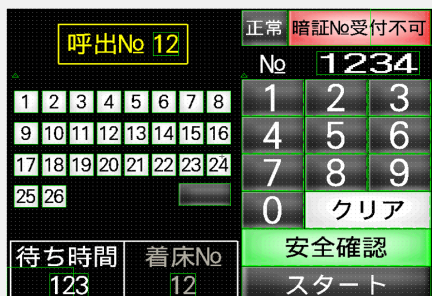 呼出№ 12
正常 暗証№受付不可
№ 1234
1 2 3 4 5 6 7 8
9 10 11 12 13 14 15 16
17 18 19 20 21 22 23 24
25 26
1 2 3
4 5 6
7 8 9
0 クリア
安全確認
スタート
待ち時間 着床№
123 12